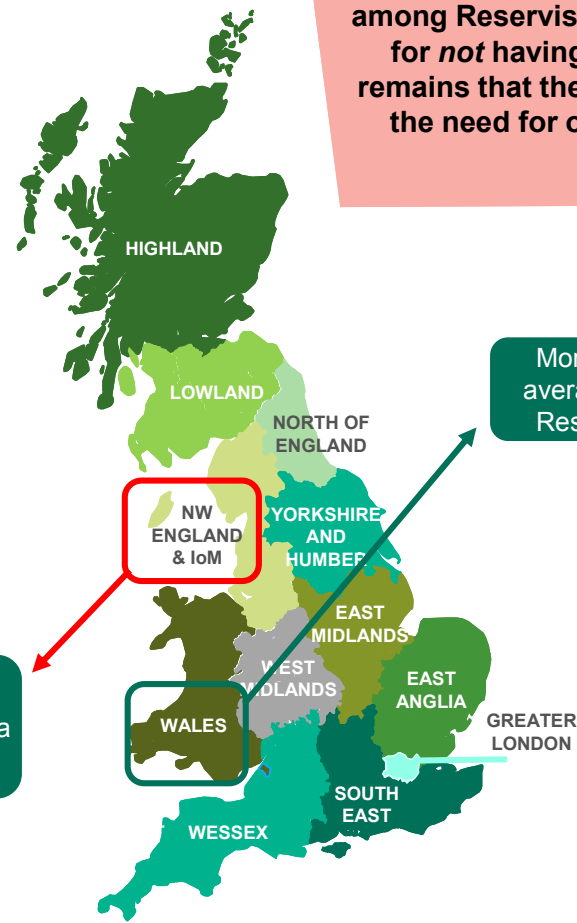 among Reservis
for not having
remains that the
the need for o
HIGHLAND
Mor
avera
Res
LOWLAND
NORTH OF
ENGLAND
NW
ENGLAND
& IoM
YORKSHIRE
AND
HUMBER
EAST
MIDLANDS
WEST
MIDLANDS
EAST
ANGLIA
a
WALES
GREATER
LONDON
SOUTH
EAST
WESSEX